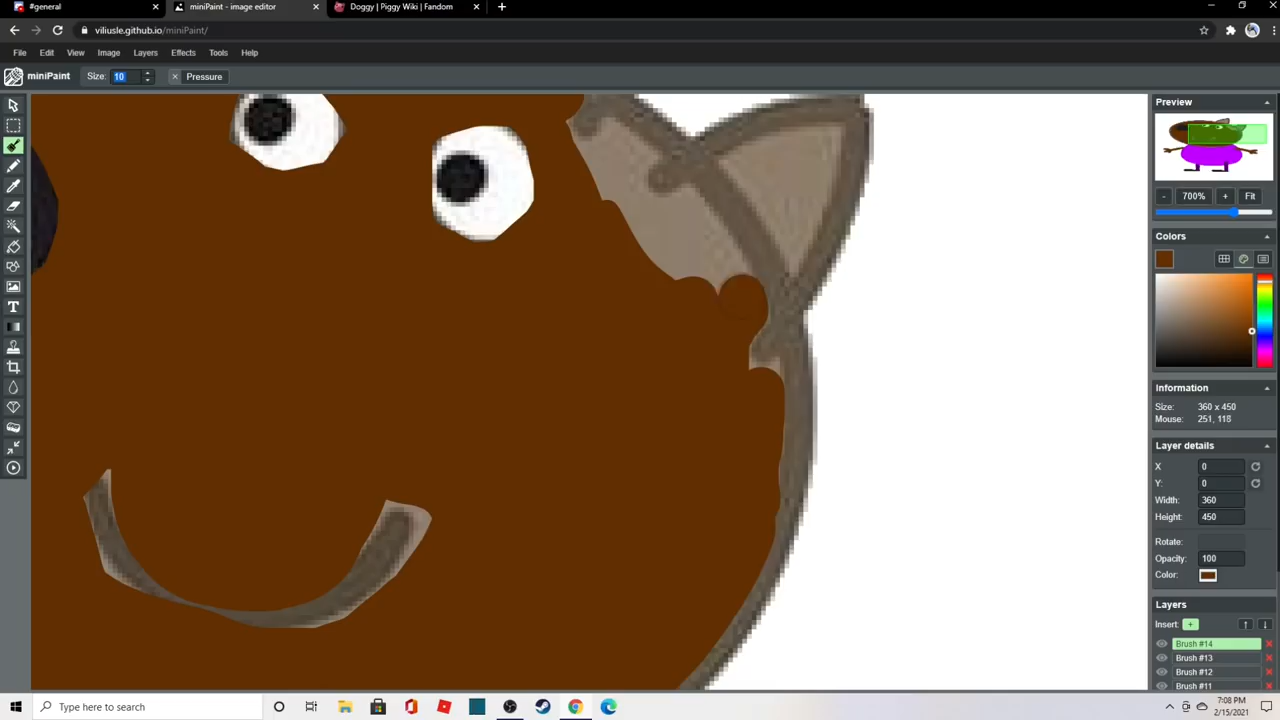 #general
miniPaint - image editor
Doggy | Piggy Wiki | Fandom
viliusle.github.io/miniPaint/
File Edit View Image Layers Effects Tools Help
miniPaint Size: 10 Pressure
Preview
- 700% + Fit
Colors
Information
Size: 360 x 450
Mouse: 251, 118
Layer details
X 0
Y: 0
Width: 360
Height: 450
Rotate:
Opacity: 100
Color:
Layers
Insert: + ↑ ↓
Brush #14
Brush #13
Brush #12
Brush #11
Type here to search
7:08 PM
2/15/2021